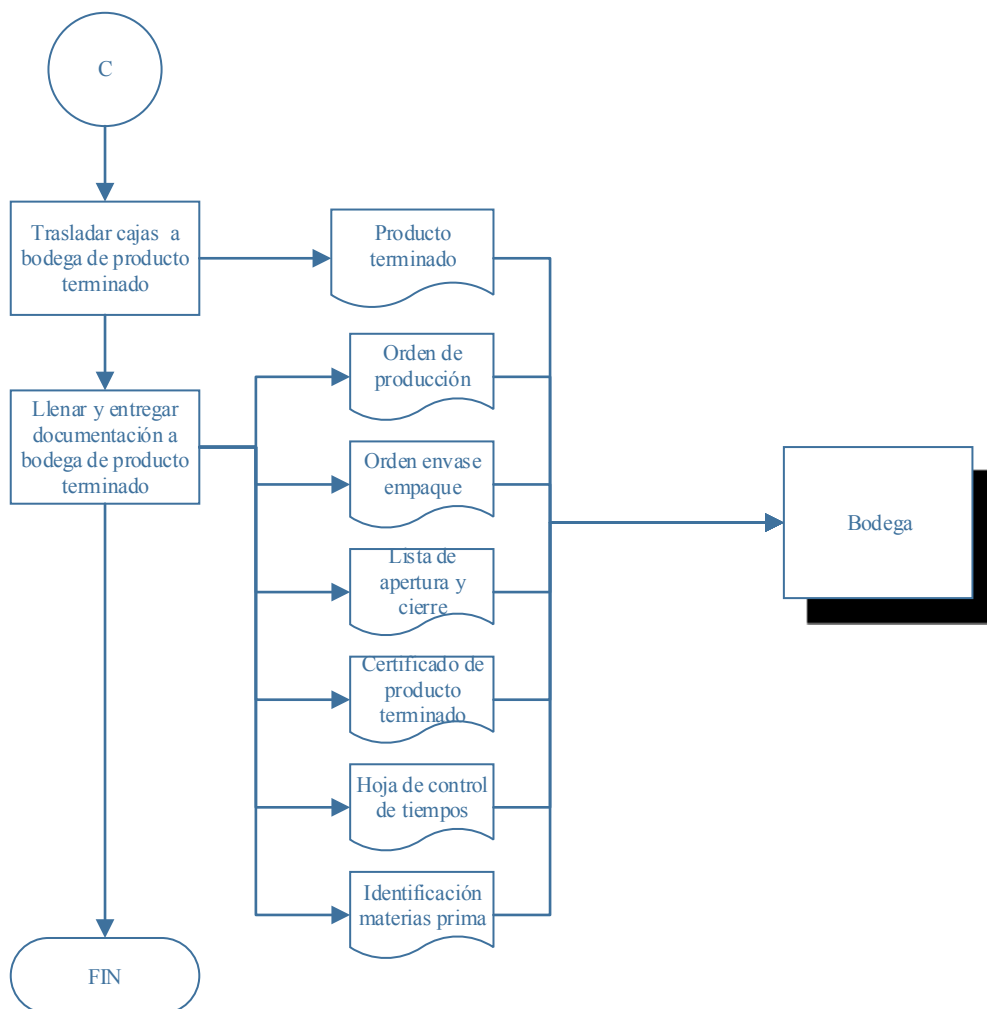 C
Trasladar cajas a
bodega de producto
terminado
Producto
terminado
Orden de
producción
Llenar y entregar
documentación a
bodega de producto
terminado
Orden envase
empaque
Bodega
Lista de
apertura y
cierre
Certificado de
producto
terminado
Hoja de control
de tiempos
Identificación
materias prima
FIN